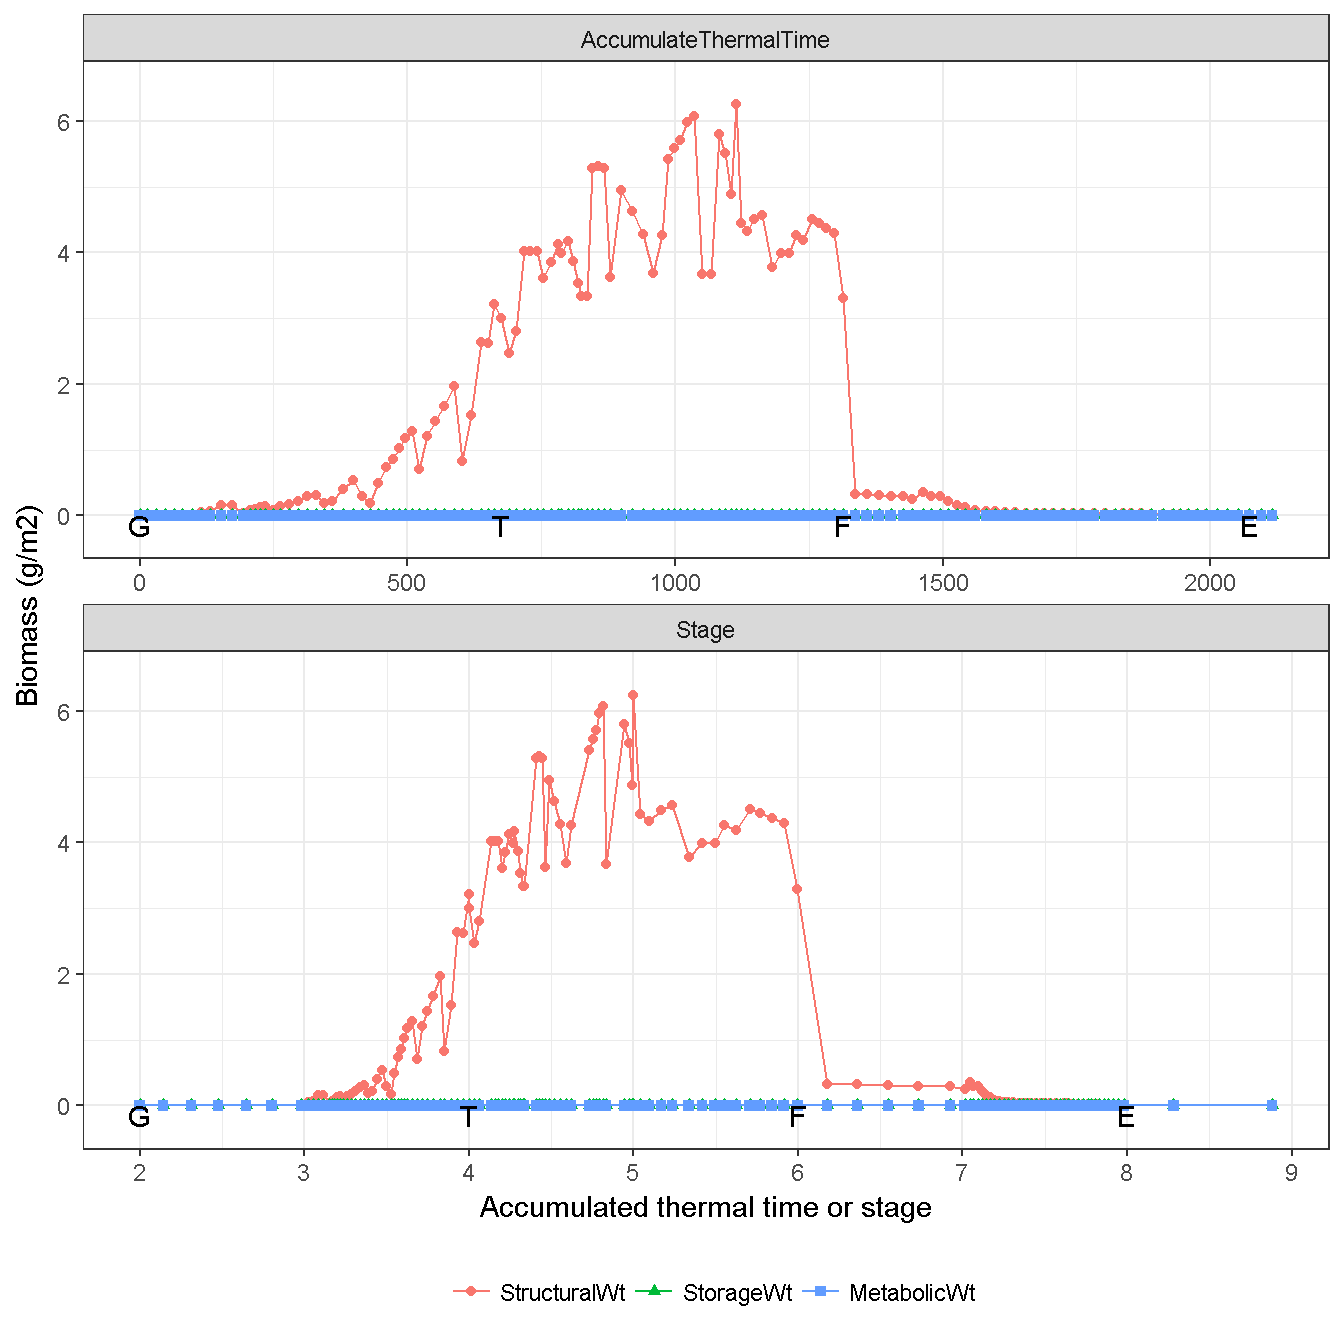 AccumulateThermalTime
6
4
2
0
G T F E
0 500 1000 1500 2000
Biomass (g/m2)
Stage
6
4
2
0
G T F E
2 3 4 5 6 7 8 9
Accumulated thermal time or stage
StructuralWt StorageWt MetabolicWt